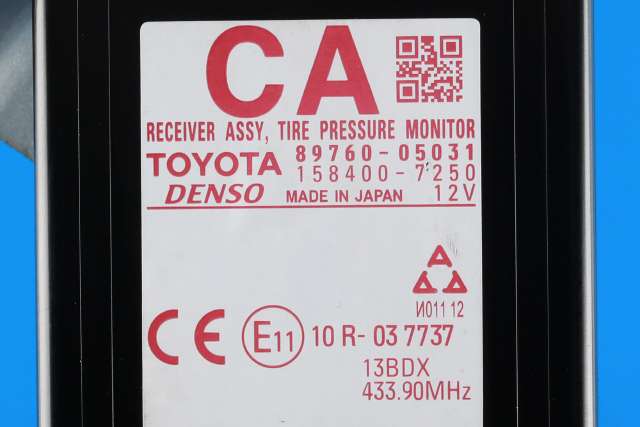 CA
RECEIVER ASSY, TIRE PRESSURE MONITOR
TOYOTA 89760-05031
158400-7250
DENSO MADE IN JAPAN 12V
AAA
И011 12
CE E11 10 R-03 7737
13BDX
433.90MHz